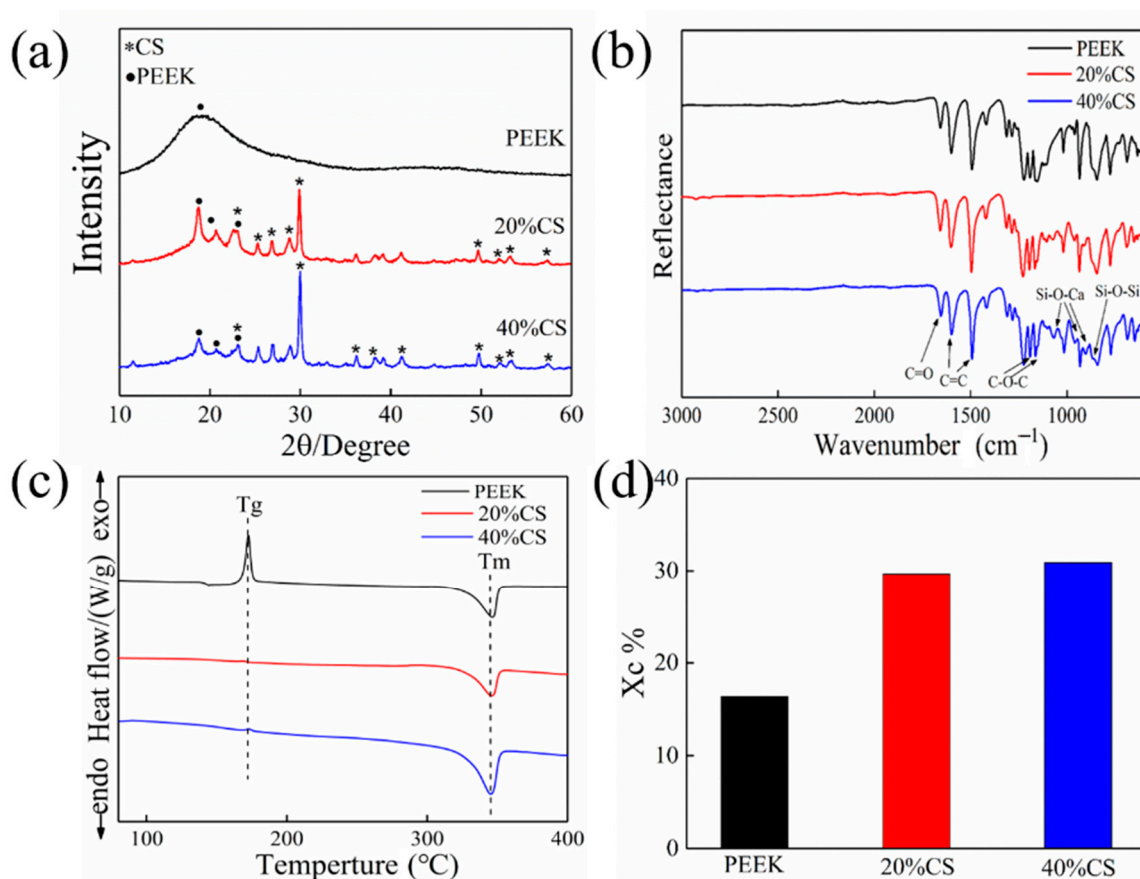 (a)
*CS
●PEEK
PEEK
20%CS
40%CS
Intensity
10 20 30 40 50 60
2θ/Degree
(b)
PEEK
20%CS
40%CS
Reflectance
Si-O-Ca
Si-O-Si
C=O
C=C
C-O-C
3000 2500 2000 1500 1000
Wavenumber (cm⁻¹)
(c)
PEEK
20%CS
40%CS
Tg
Tm
endo Heat flow/(W/g) exo
100 200 300 400
Temperture (°C)
(d)
40
30
20
10
0
Xc %
PEEK 20%CS 40%CS